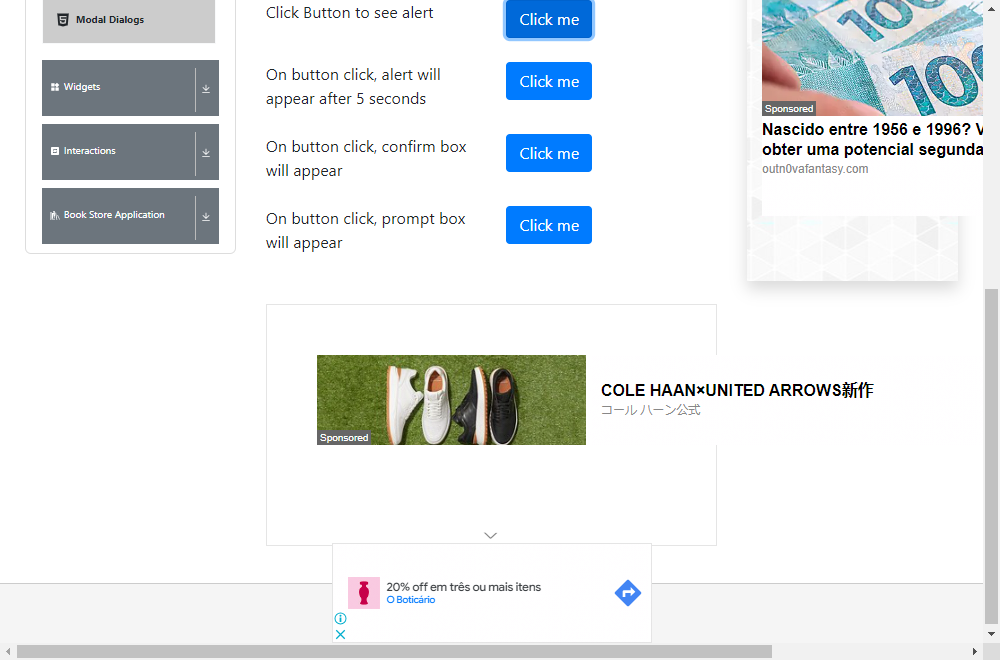 Modal Dialogs
Widgets
Interactions
Book Store Application
Click Button to see alert
Click me
On button click, alert will
appear after 5 seconds
Click me
On button click, confirm box
will appear
Click me
On button click, prompt box
will appear
Click me
Sponsored
Nascido entre 1956 e 1996? V
obter uma potencial segunda
outn0vafantasy.com
Sponsored
COLE HAAN×UNITED ARROWS新作
コール ハーン公式
20% off em três ou mais itens
O Boticário